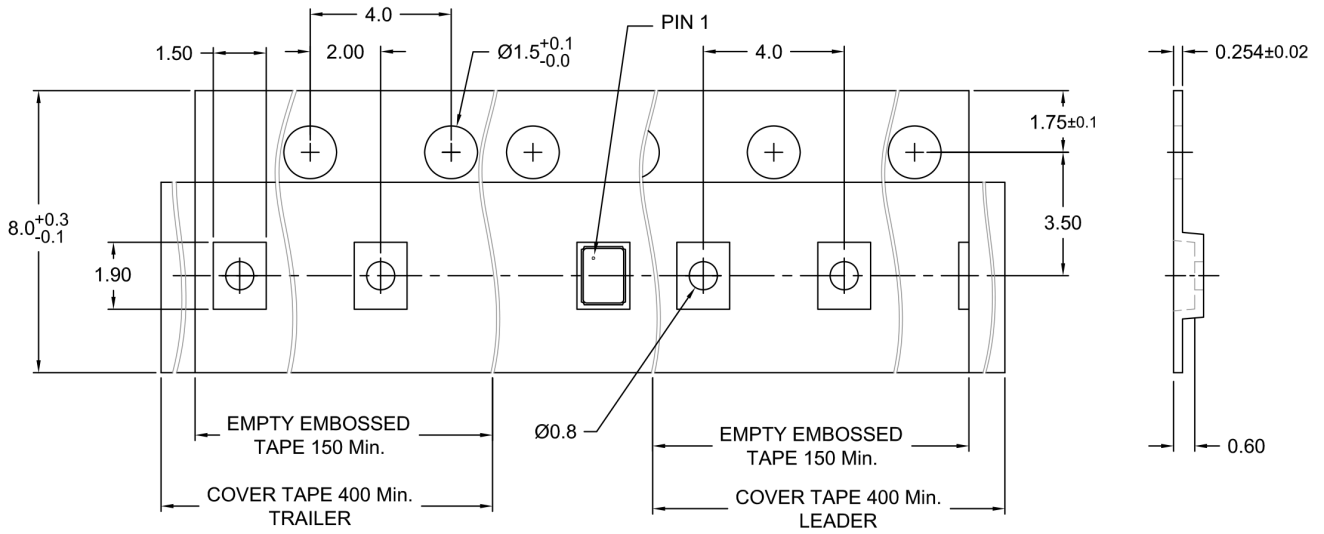 4.0
PIN 1
1.50
2.00
Ø1.5+0.1
-0.0
4.0
0.254±0.02
1.75±0.1
8.0+0.3
-0.1
3.50
1.90
EMPTY EMBOSSED
TAPE 150 Min.
Ø0.8
EMPTY EMBOSSED
TAPE 150 Min.
0.60
COVER TAPE 400 Min.
TRAILER
COVER TAPE 400 Min.
LEADER